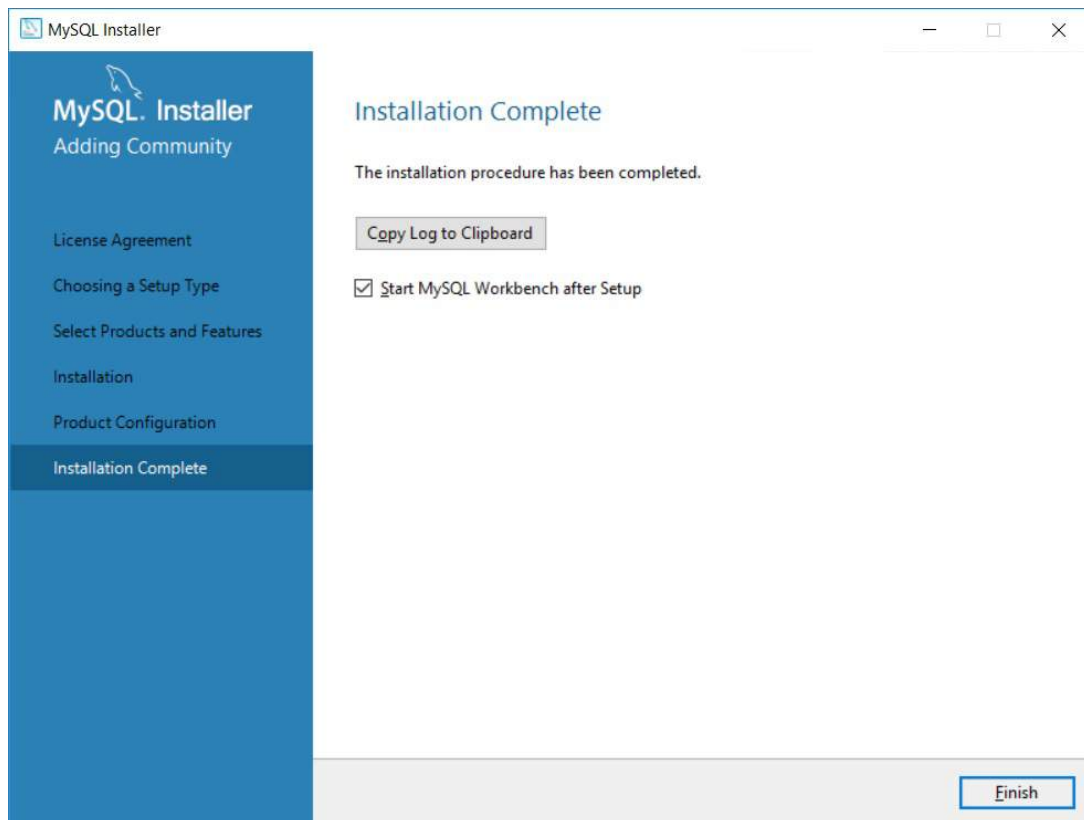 MySQL Installer
MySQL. Installer
Adding Community
License Agreement
Choosing a Setup Type
Select Products and Features
Installation
Product Configuration
Installation Complete
Installation Complete
The installation procedure has been completed.
Copy Log to Clipboard
Start MySQL Workbench after Setup
Finish